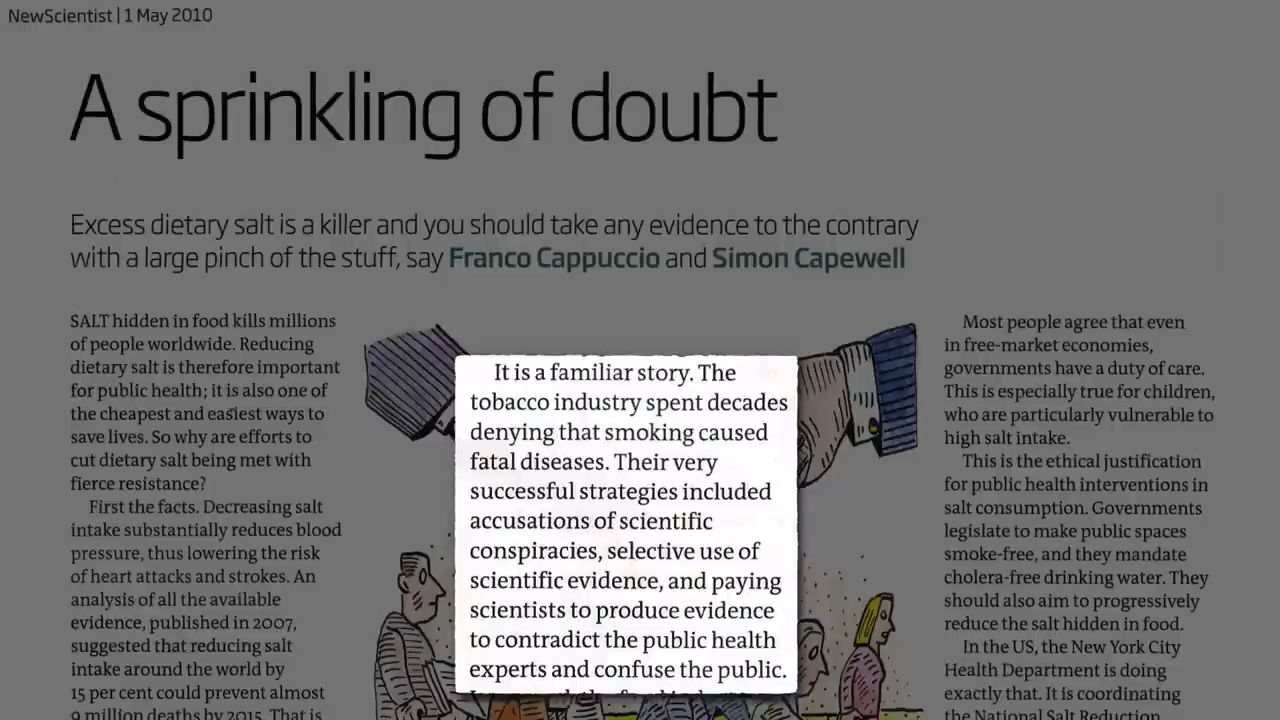 NewScientist | 1 May 2010
A sprinkling of doubt
Excess dietary salt is a killer and you should take any evidence to the contrary
with a large pinch of the stuff, say Franco Cappuccio and Simon Capewell
SALT hidden in food kills millions
of people worldwide. Reducing
dietary salt is therefore important
for public health; it is also one of
the cheapest and easiest ways to
save lives. So why are efforts to
cut dietary salt being met with
fierce resistance?
First the facts. Decreasing salt
intake substantially reduces blood
pressure, thus lowering the risk
of heart attacks and strokes. An
analysis of all the available
evidence, published in 2007,
suggested that reducing salt
intake around the world by
15 per cent could prevent almost
9 million deaths by 2015. That is
It is a familiar story. The
tobacco industry spent decades
denying that smoking caused
fatal diseases. Their very
successful strategies included
accusations of scientific
conspiracies, selective use of
scientific evidence, and paying
scientists to produce evidence
to contradict the public health
experts and confuse the public.
Most people agree that even
in free-market economies,
governments have a duty of care.
This is especially true for children,
who are particularly vulnerable to
high salt intake.
This is the ethical justification
for public health interventions in
salt consumption. Governments
legislate to make public spaces
smoke-free, and they mandate
cholera-free drinking water. They
should also aim to progressively
reduce the salt hidden in food.
In the US, the New York City
Health Department is doing
exactly that. It is coordinating
the National Salt Reduction